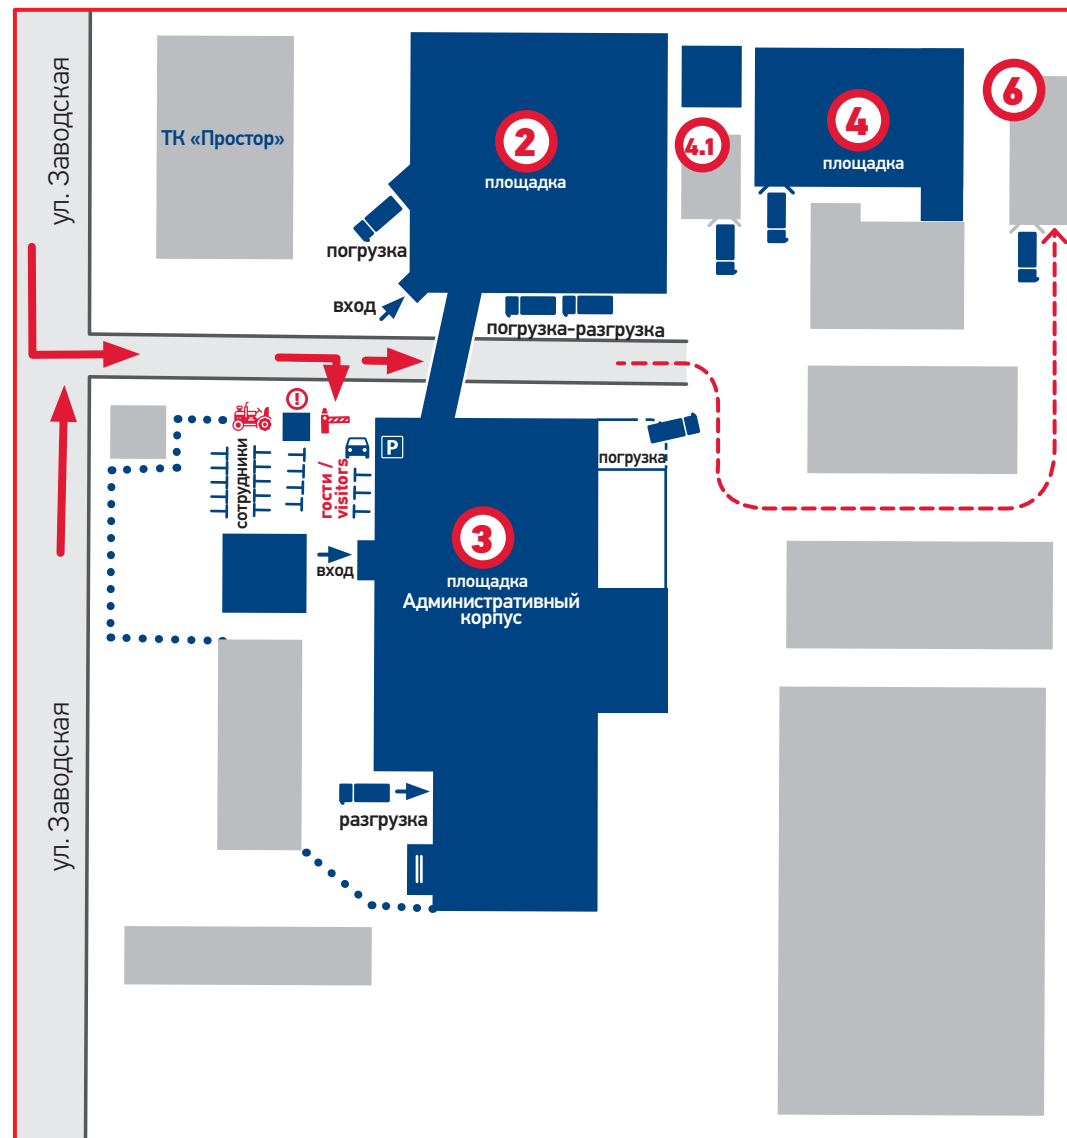 ул. Заводская
ТК «Простор»
2
площадка
4.1
4
площадка
6
погрузка
вход
погрузка-разгрузка
!
P
сотрудники
гости /
visitors
погрузка
3
площадка
Административный
корпус
вход
ул. Заводская
разгрузка